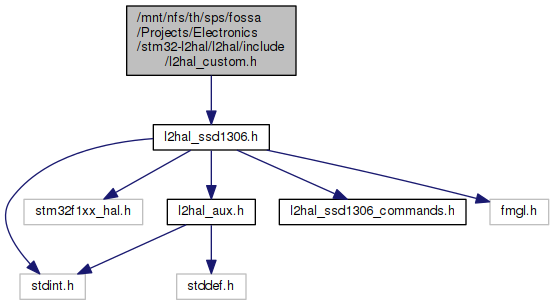 /mnt/nfs/th/sps/fossa
/Projects/Electronics
/stm32-l2hal/l2hal/include
/l2hal_custom.h
l2hal_ssd1306.h
stm32f1xx_hal.h
l2hal_aux.h
l2hal_ssd1306_commands.h
fmgl.h
stdint.h
stddef.h